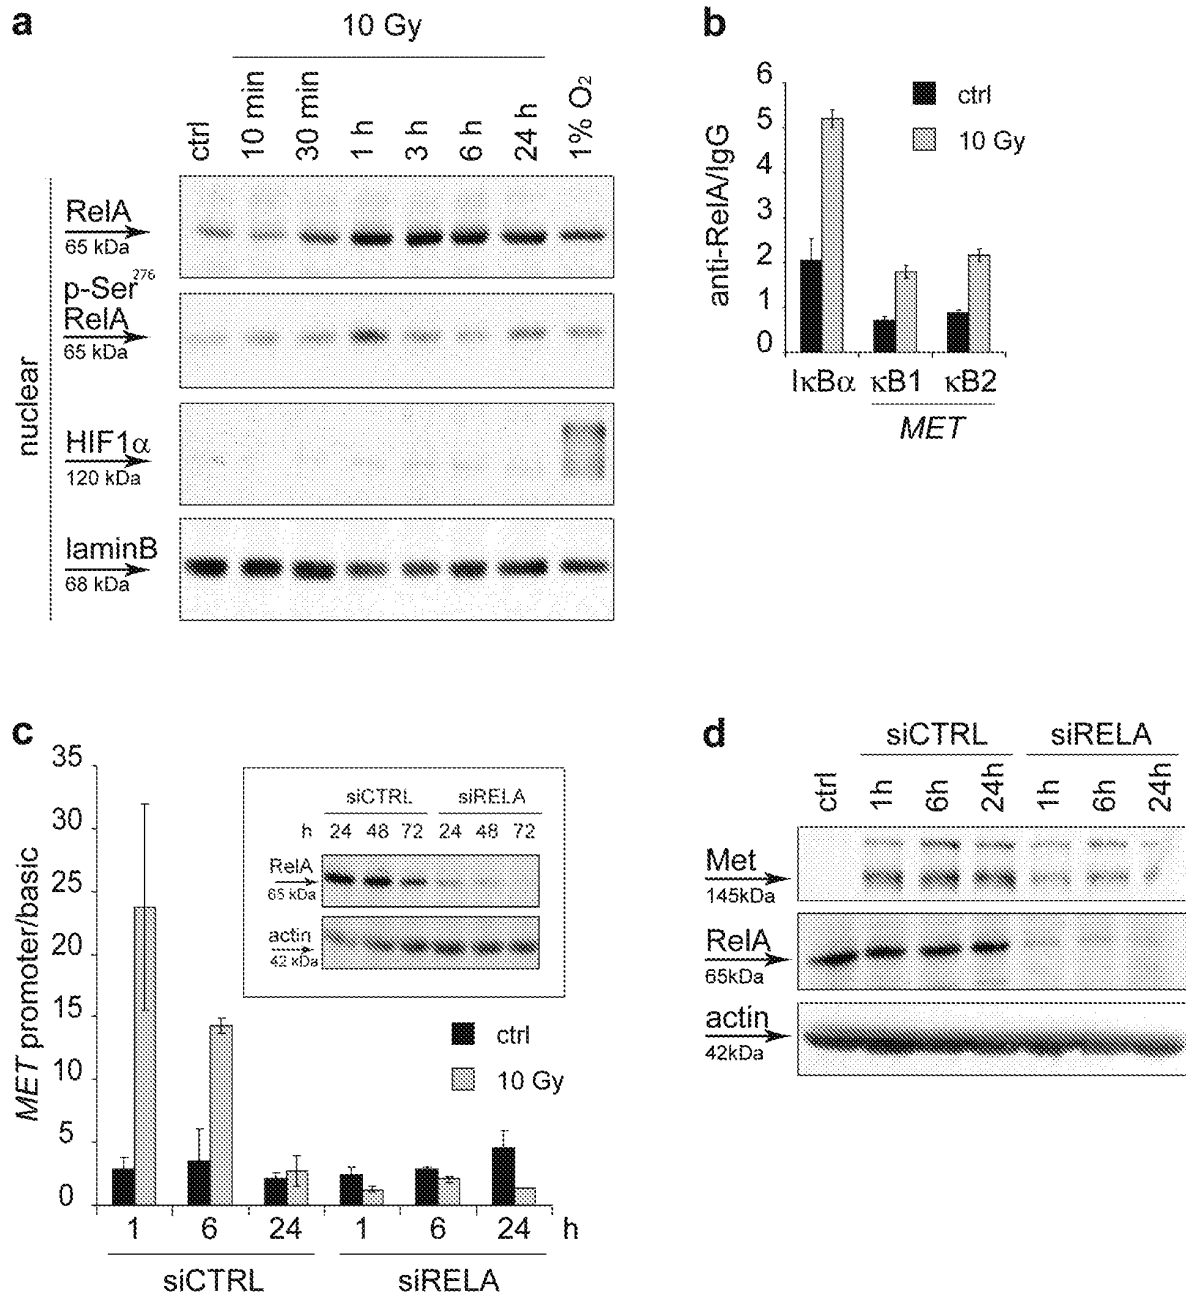 a
10 Gy
ctrl
10 min
30 min
1 h
3 h
6 h
24 h
1% O₂
nuclear
RelA
65 kDa
p-Ser²⁷⁶
RelA
65 kDa
HIF1α
120 kDa
laminB
68 kDa
b
anti-RelA/IgG
6
5
4
3
2
1
0
ctrl
10 Gy
IκBα κB1 κB2
MET
c
MET promoter/basic
35
30
25
20
15
10
5
0
siCTRL siRELA
h 24 48 72 24 48 72
RelA
65 kDa
actin
42 kDa
ctrl
10 Gy
1 6 24 1 6 24 h
siCTRL siRELA
d
siCTRL siRELA
ctrl 1h 6h 24h 1h 6h 24h
Met
145kDa
RelA
65kDa
actin
42kDa